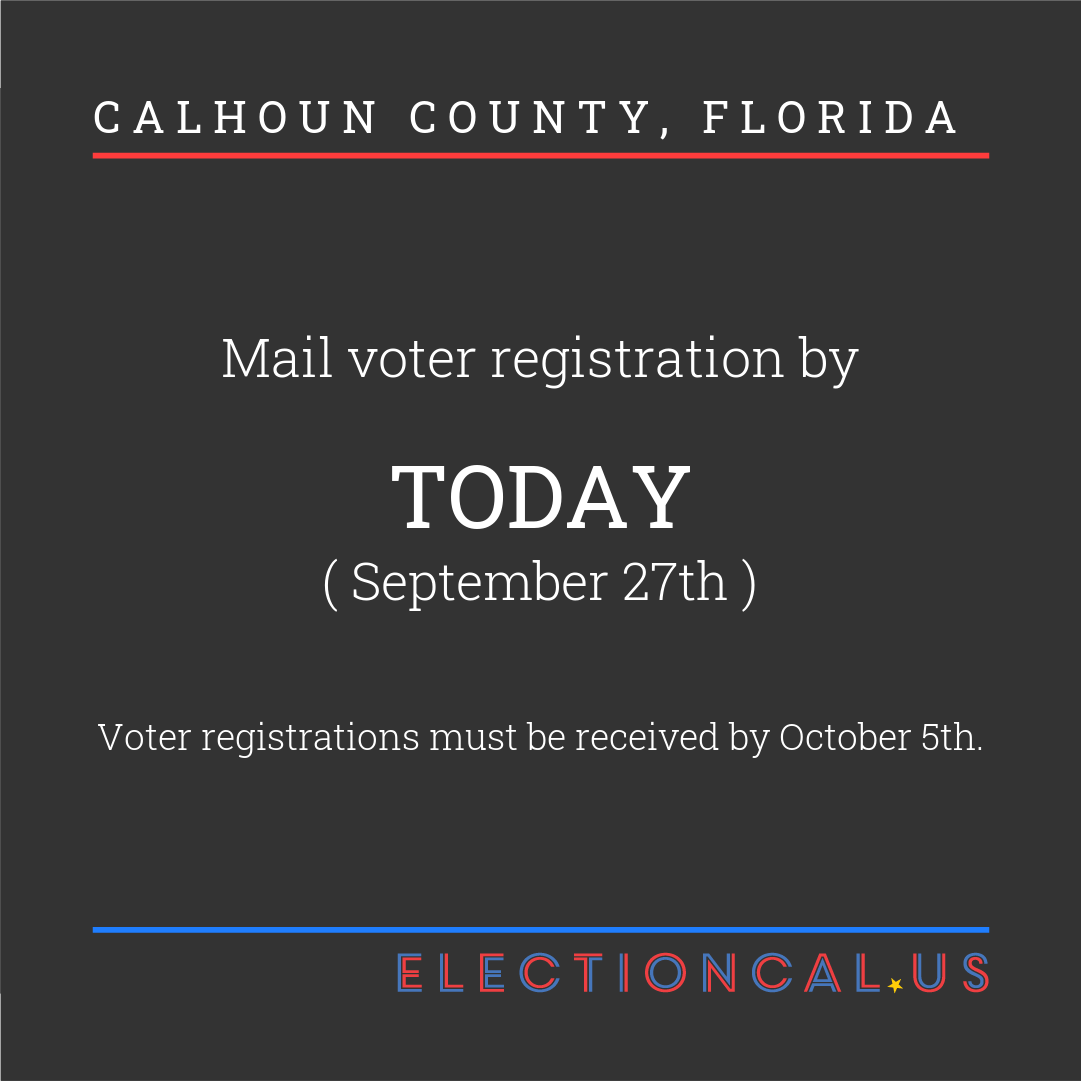 CALHOUN COUNTY, FLORIDA
Mail voter registration by
TODAY
( September 27th )
Voter registrations must be received by October 5th.
ELECTIONCAL.US